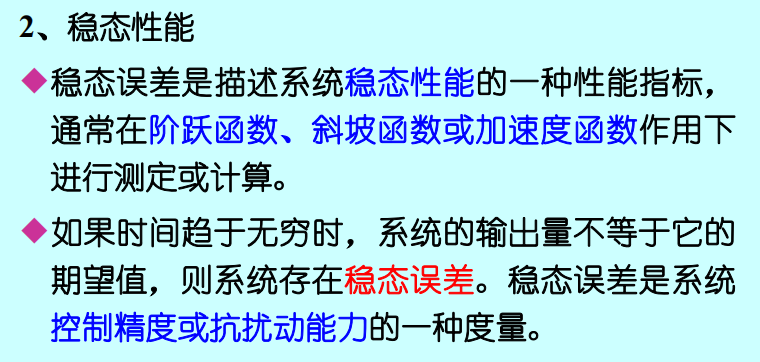 2、稳态性能
◆稳态误差是描述系统稳态性能的一种性能指标，
通常在阶跃函数、斜坡函数或加速度函数作用下
进行测定或计算。
◆如果时间趋于无穷时，系统的输出量不等于它的
期望值，则系统存在稳态误差。稳态误差是系统
控制精度或抗扰动能力的一种度量。